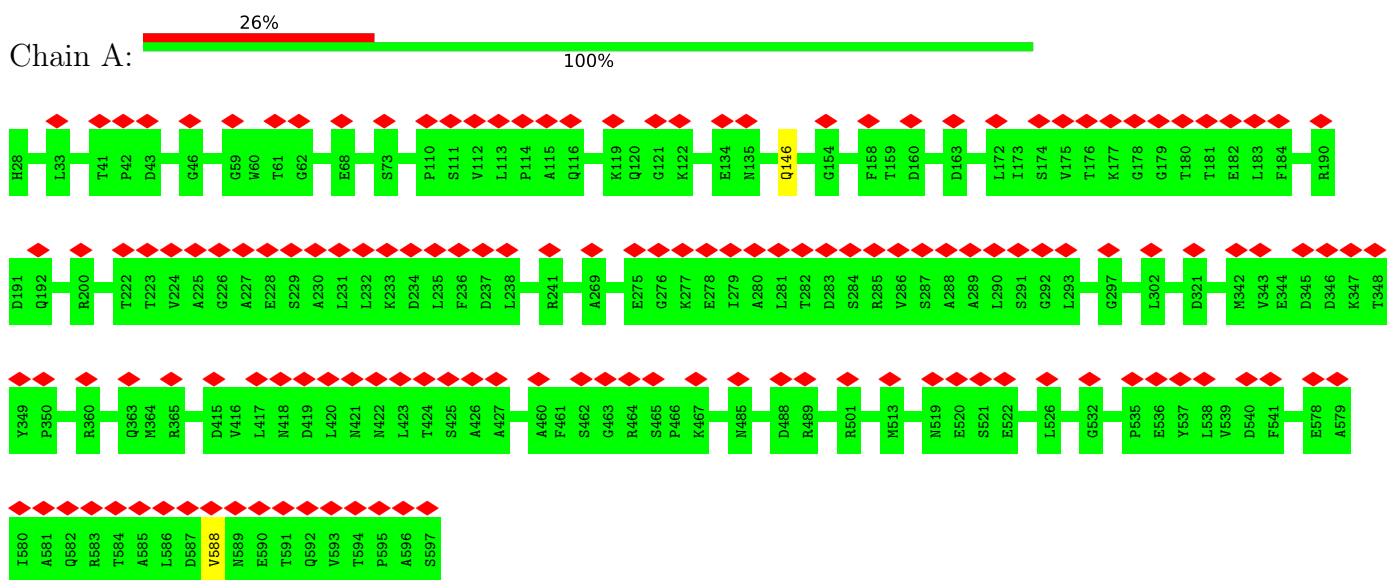 26%
Chain A:
100%
H28 L33 T41 P42 D43 G46 G59 W60 T61 G62 E68 S73 P110 S111 V112 L113 P114 A115 Q116 K119 Q120 G121 K122 E134 N135 Q146 G154 F158 T159 D160 D163 L172 I173 S174 V175 T176 K177 G178 G179 T180 T181 E182 L183 F184 R190
D191 Q192 R200 T222 T223 V224 A225 G226 A227 E228 S229 A230 L231 L232 K233 D234 L235 F236 D237 L238 R241 A269 E275 G276 K277 E278 I279 A280 L281 T282 D283 S284 R285 V286 S287 A288 A289 L290 S291 G292 L293 G297 L302 D321 M342 V343 E344 D345 D346 K347 T348
Y349 P350 R360 Q363 M364 R365 D415 V416 L417 N418 D419 L420 N421 N422 L423 T424 S425 A426 A427 A460 F461 S462 G463 R464 S465 P466 K467 N485 D488 R489 R501 M513 N519 E520 S521 E522 L526 G532 P535 E536 Y537 L538 V539 D540 F541 E578 A579
I580 A581 Q582 R583 T584 A585 L586 D587 V588 N589 E590 T591 Q592 V593 T594 P595 A596 S597